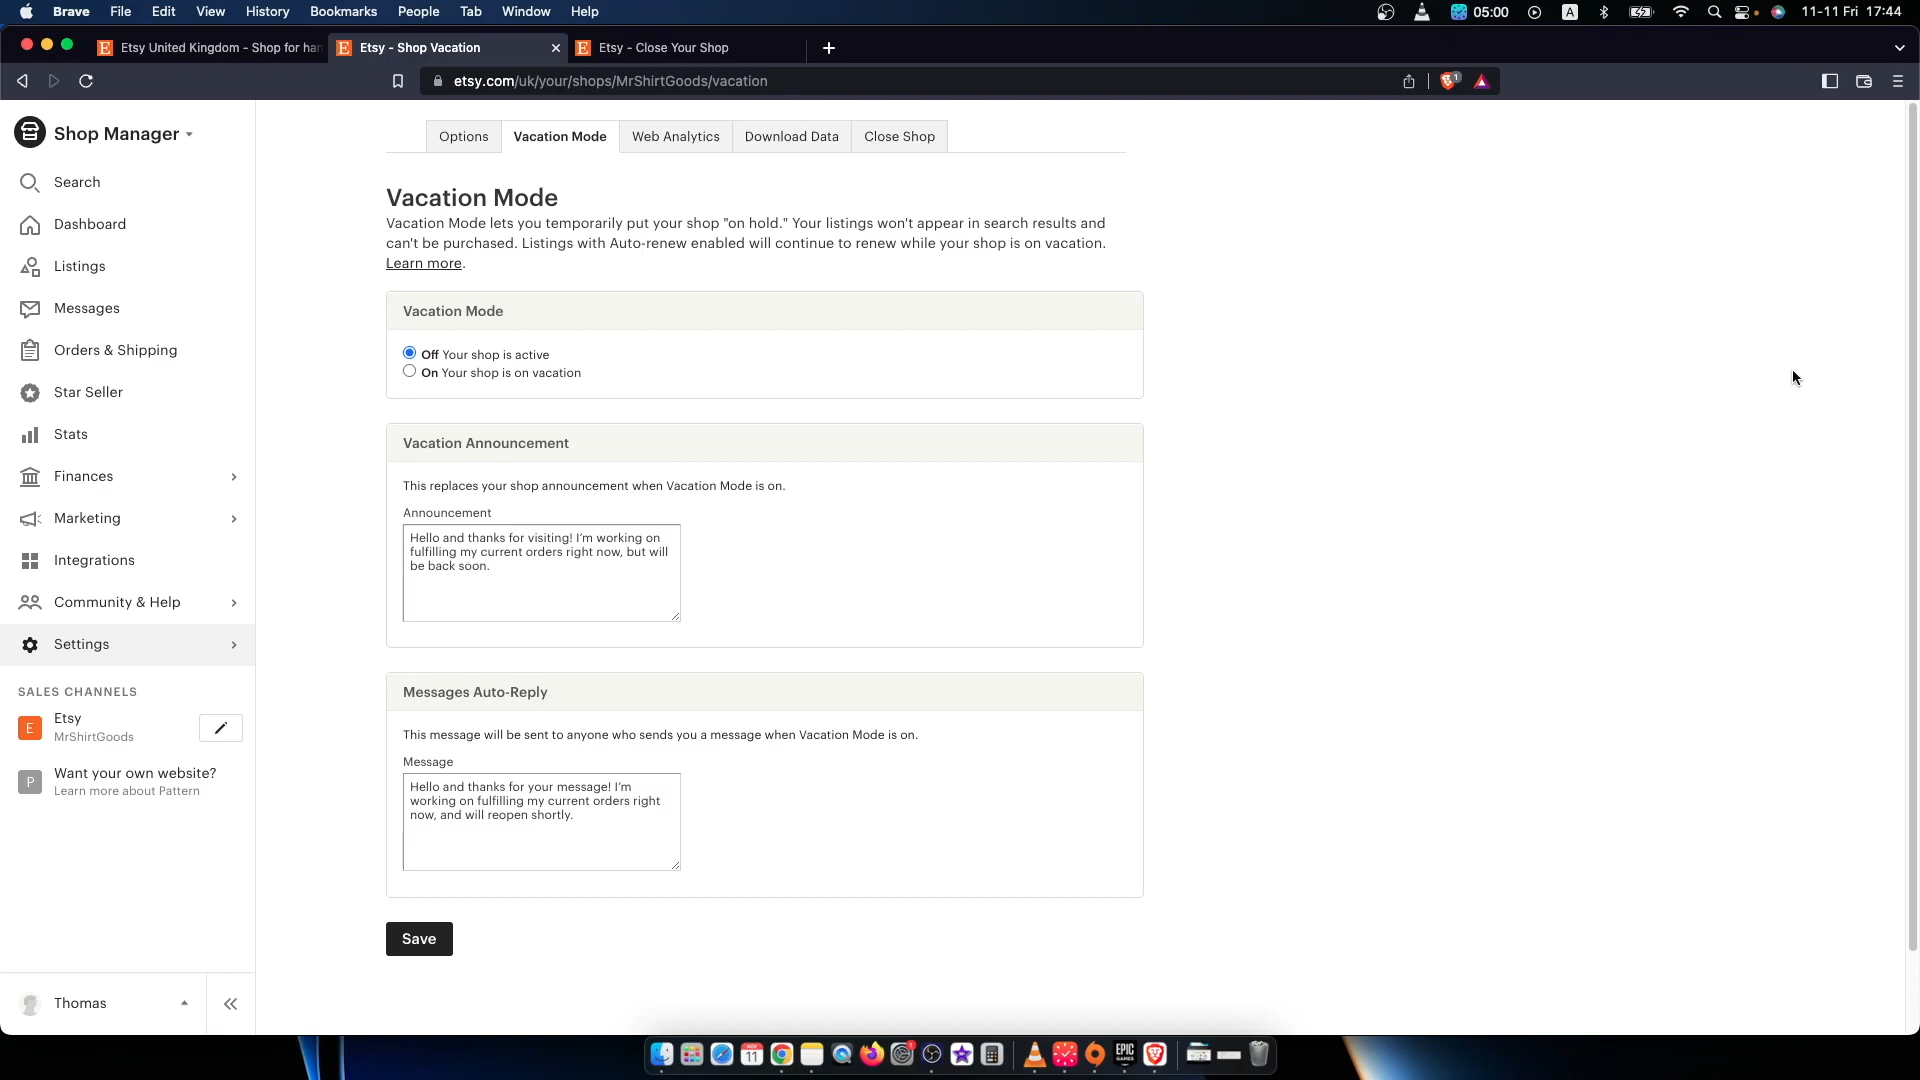 Brave File Edit View History Bookmarks People Tab Window Help 05:00 A 11-11 Fri 17:44
Etsy United Kingdom - Shop for han Etsy - Shop Vacation Etsy - Close Your Shop
etsy.com/uk/your/shops/MrShirtGoods/vacation 1
Shop Manager
Search
Dashboard
Listings
Messages
Orders & Shipping
Star Seller
Stats
Finances
Marketing
Integrations
Community & Help
Settings
SALES CHANNELS
E Etsy
MrShirtGoods
P Want your own website?
Learn more about Pattern
Thomas
Options Vacation Mode Web Analytics Download Data Close Shop
Vacation Mode
Vacation Mode lets you temporarily put your shop "on hold." Your listings won't appear in search results and
can't be purchased. Listings with Auto-renew enabled will continue to renew while your shop is on vacation.
Learn more.
Vacation Mode
Off Your shop is active
On Your shop is on vacation
Vacation Announcement
This replaces your shop announcement when Vacation Mode is on.
Announcement
Hello and thanks for visiting! I'm working on
fulfilling my current orders right now, but will
be back soon.
Messages Auto-Reply
This message will be sent to anyone who sends you a message when Vacation Mode is on.
Message
Hello and thanks for your message! I'm
working on fulfilling my current orders right
now, and will reopen shortly.
Save
NOV
11
1
EPIC
GAMES